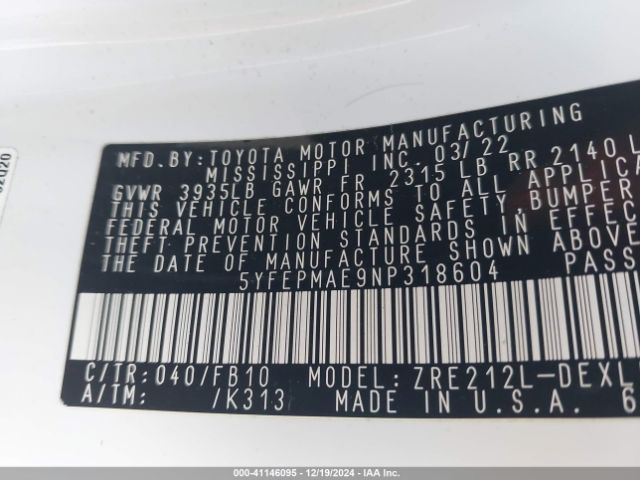 MFD.BY:TOYOTA MOTOR MANUFACTURING
MISSISSIPPI INC. 03/22
GVWR 3935LB GAWR FR 2315 LB RR 2140 L
THIS VEHICLE CONFORMS TO ALL APPLICA
FEDERAL MOTOR VEHICLE SAFETY,BUMPER
THEFT PREVENTION STANDARDS IN EFFEC
THE DATE OF MANUFACTURE SHOWN ABOVE
5YFEPMAE9NP318604 PASS
C/TR:040/FB10 MODEL:ZRE212L-DEXL
A/TM: /K313 MADE IN U.S.A. 6
000-41146095 - 12/19/2024 - IAA Inc.